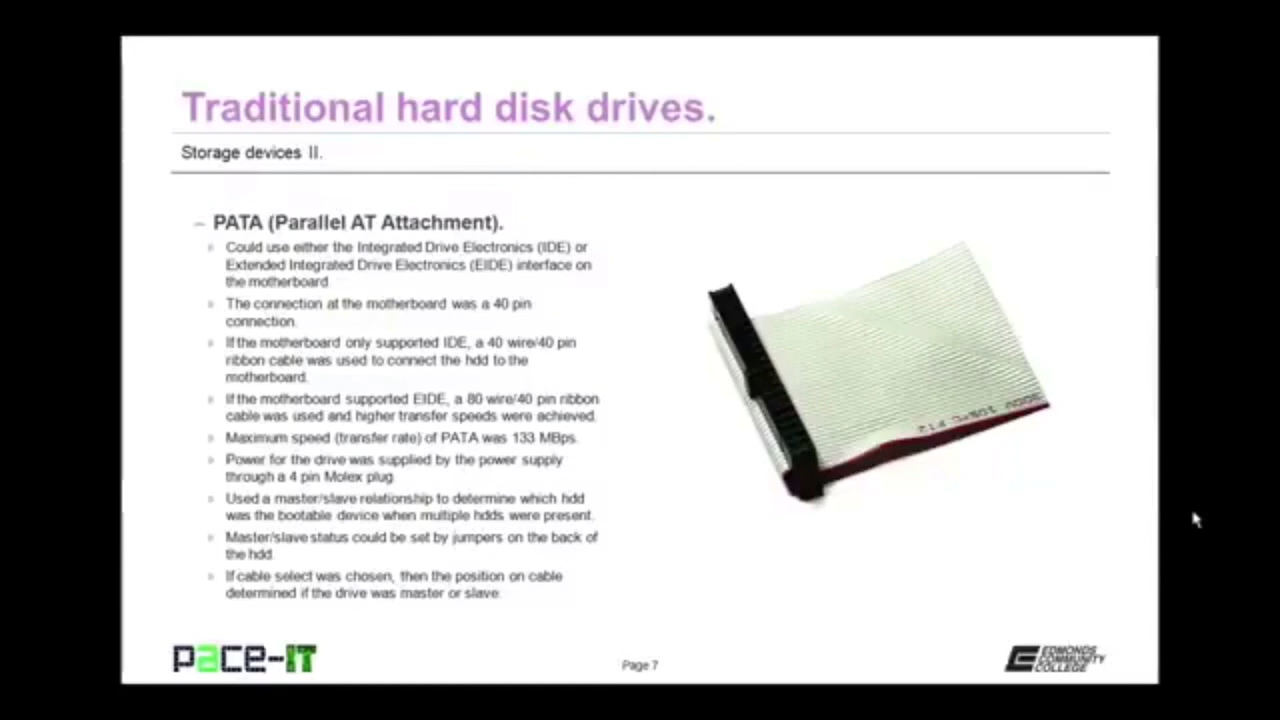 Traditional hard disk drives.
Storage devices II.
– PATA (Parallel AT Attachment).
» Could use either the Integrated Drive Electronics (IDE) or
Extended Integrated Drive Electronics (EIDE) interface on
the motherboard.
» The connection at the motherboard was a 40 pin
connection.
» If the motherboard only supported IDE, a 40 wire/40 pin
ribbon cable was used to connect the hdd to the
motherboard.
» If the motherboard supported EIDE, a 80 wire/40 pin ribbon
cable was used and higher transfer speeds were achieved.
» Maximum speed (transfer rate) of PATA was 133 MBps.
» Power for the drive was supplied by the power supply
through a 4 pin Molex plug.
» Used a master/slave relationship to determine which hdd
was the bootable device when multiple hdds were present.
» Master/slave status could be set by jumpers on the back of
the hdd.
» If cable select was chosen, then the position on cable
determined if the drive was master or slave.
pace-IT
Page 7
EDMONDS
COMMUNITY
COLLEGE